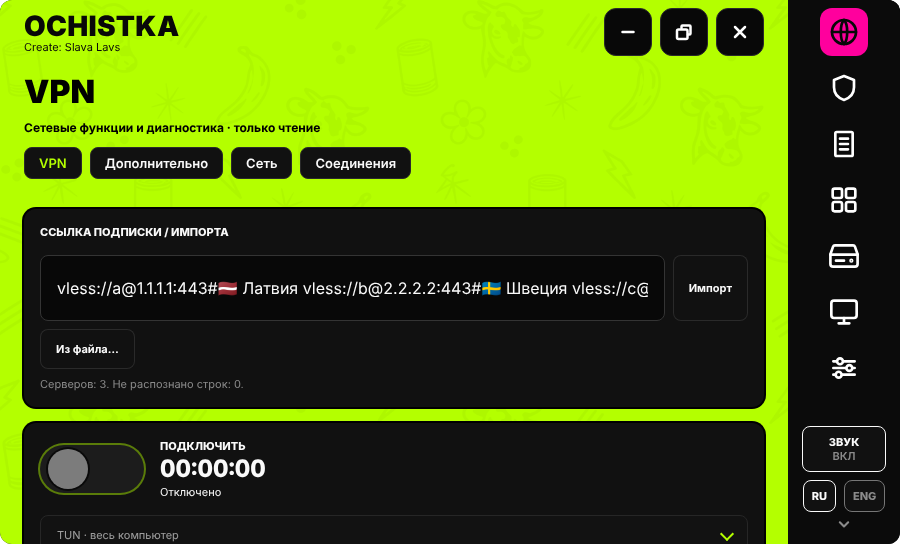 OCHISTKA
Create: Slava Lavs
VPN
Сетевые функции и диагностика · только чтение
VPN
Дополнительно
Сеть
Соединения
ССЫЛКА ПОДПИСКИ / ИМПОРТА
vless://a@1.1.1.1:443#🇱🇻 Латвия vless://b@2.2.2.2:443#🇸🇪 Швеция vless://c@
Импорт
Из файла...
Серверов: 3. Не распознано строк: 0.
ПОДКЛЮЧИТЬ
00:00:00
Отключено
TUN · весь компьютер
ЗВУК
ВКЛ
RU
ENG